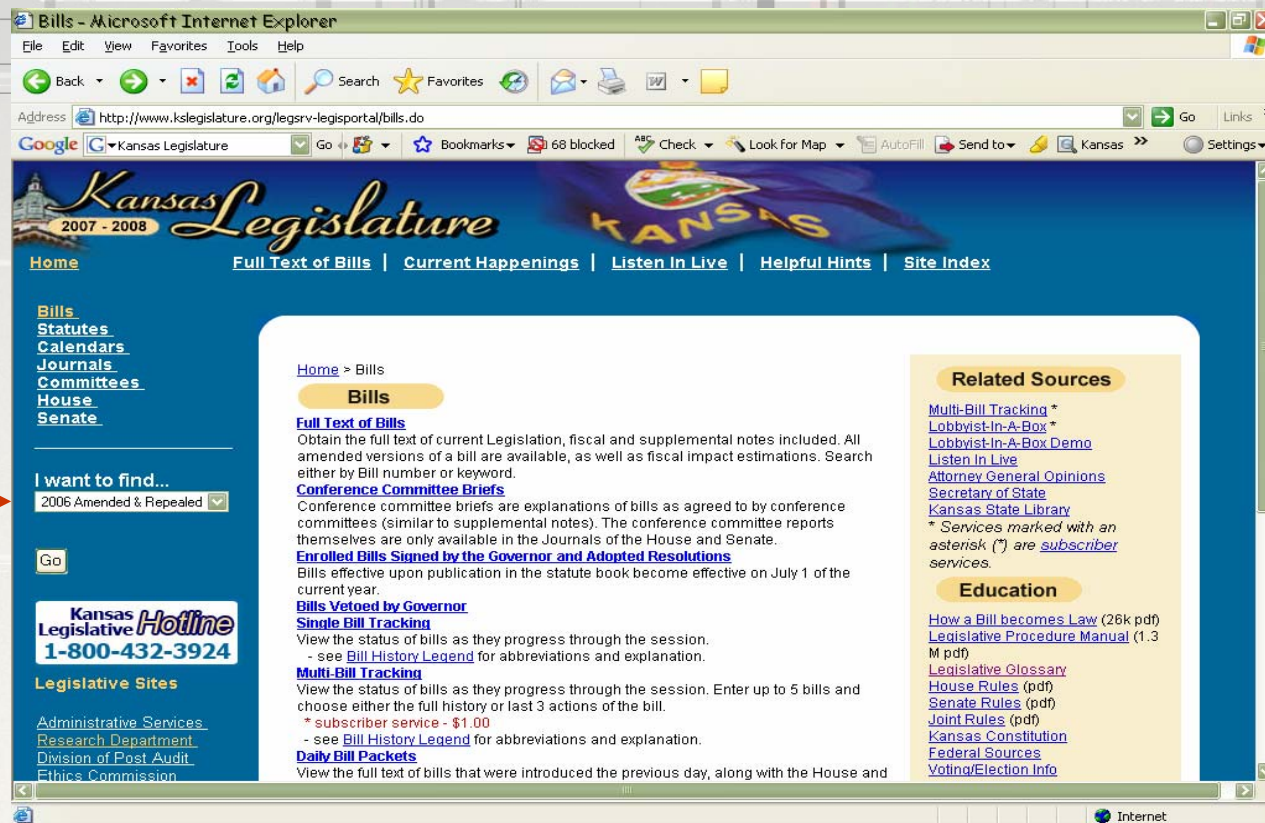 Bills - Microsoft Internet Explorer
File Edit View Favorites Tools Help
Back Search Favorites
Address http://www.kslegislature.org/legsrv-legisportal/bills.do Go Links
Google G Kansas Legislature Go Bookmarks 68 blocked ABC Check Look for Map AutoFill Send to Kansas >> Settings
Kansas Legislature
2007 - 2008
KANSAS
Home Full Text of Bills | Current Happenings | Listen In Live | Helpful Hints | Site Index
Bills
Statutes
Calendars
Journals
Committees
House
Senate
I want to find...
2006 Amended & Repealed
Go
Kansas
Legislative Hotline
1-800-432-3924
Legislative Sites
Administrative Services
Research Department
Division of Post Audit
Ethics Commission
Home > Bills
Bills
Full Text of Bills
Obtain the full text of current Legislation, fiscal and supplemental notes included. All
amended versions of a bill are available, as well as fiscal impact estimations. Search
either by Bill number or keyword.
Conference Committee Briefs
Conference committee briefs are explanations of bills as agreed to by conference
committees (similar to supplemental notes). The conference committee reports
themselves are only available in the Journals of the House and Senate.
Enrolled Bills Signed by the Governor and Adopted Resolutions
Bills effective upon publication in the statute book become effective on July 1 of the
current year.
Bills Vetoed by Governor
Single Bill Tracking
View the status of bills as they progress through the session.
- see Bill History Legend for abbreviations and explanation.
Multi-Bill Tracking
View the status of bills as they progress through the session. Enter up to 5 bills and
choose either the full history or last 3 actions of the bill.
* subscriber service - $1.00
- see Bill History Legend for abbreviations and explanation.
Daily Bill Packets
View the full text of bills that were introduced the previous day, along with the House and
Related Sources
Multi-Bill Tracking *
Lobbyist-In-A-Box *
Lobbyist-In-A-Box Demo
Listen In Live
Attorney General Opinions
Secretary of State
Kansas State Library
* Services marked with an
asterisk (*) are subscriber
services.
Education
How a Bill becomes Law (26k pdf)
Legislative Procedure Manual (1.3
M pdf)
Legislative Glossary
House Rules (pdf)
Senate Rules (pdf)
Joint Rules (pdf)
Kansas Constitution
Federal Sources
Voting/Election Info
Internet